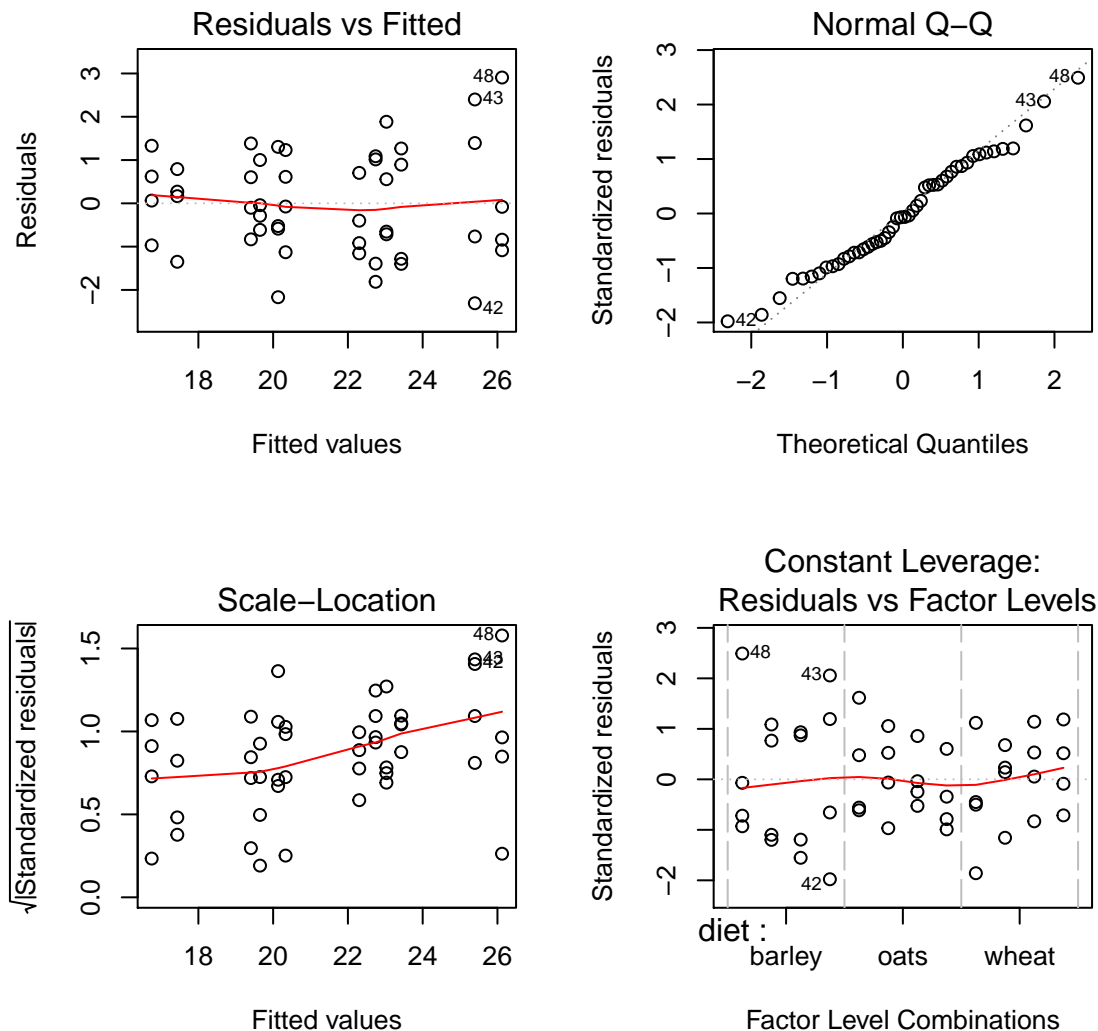 Residuals vs Fitted
Residuals
3
2
1
0
−2
48
43
42
18 20 22 24 26
Fitted values
Normal Q−Q
Standardized residuals
3
2
1
0
−1
−2
48
43
42
−2 −1 0 1 2
Theoretical Quantiles
Scale−Location
√|Standardized residuals|
1.5
1.0
0.5
0.0
48
43
42
18 20 22 24 26
Fitted values
Constant Leverage:
Residuals vs Factor Levels
Standardized residuals
3
2
1
0
−2
48
43
42
diet :
barley oats wheat
Factor Level Combinations